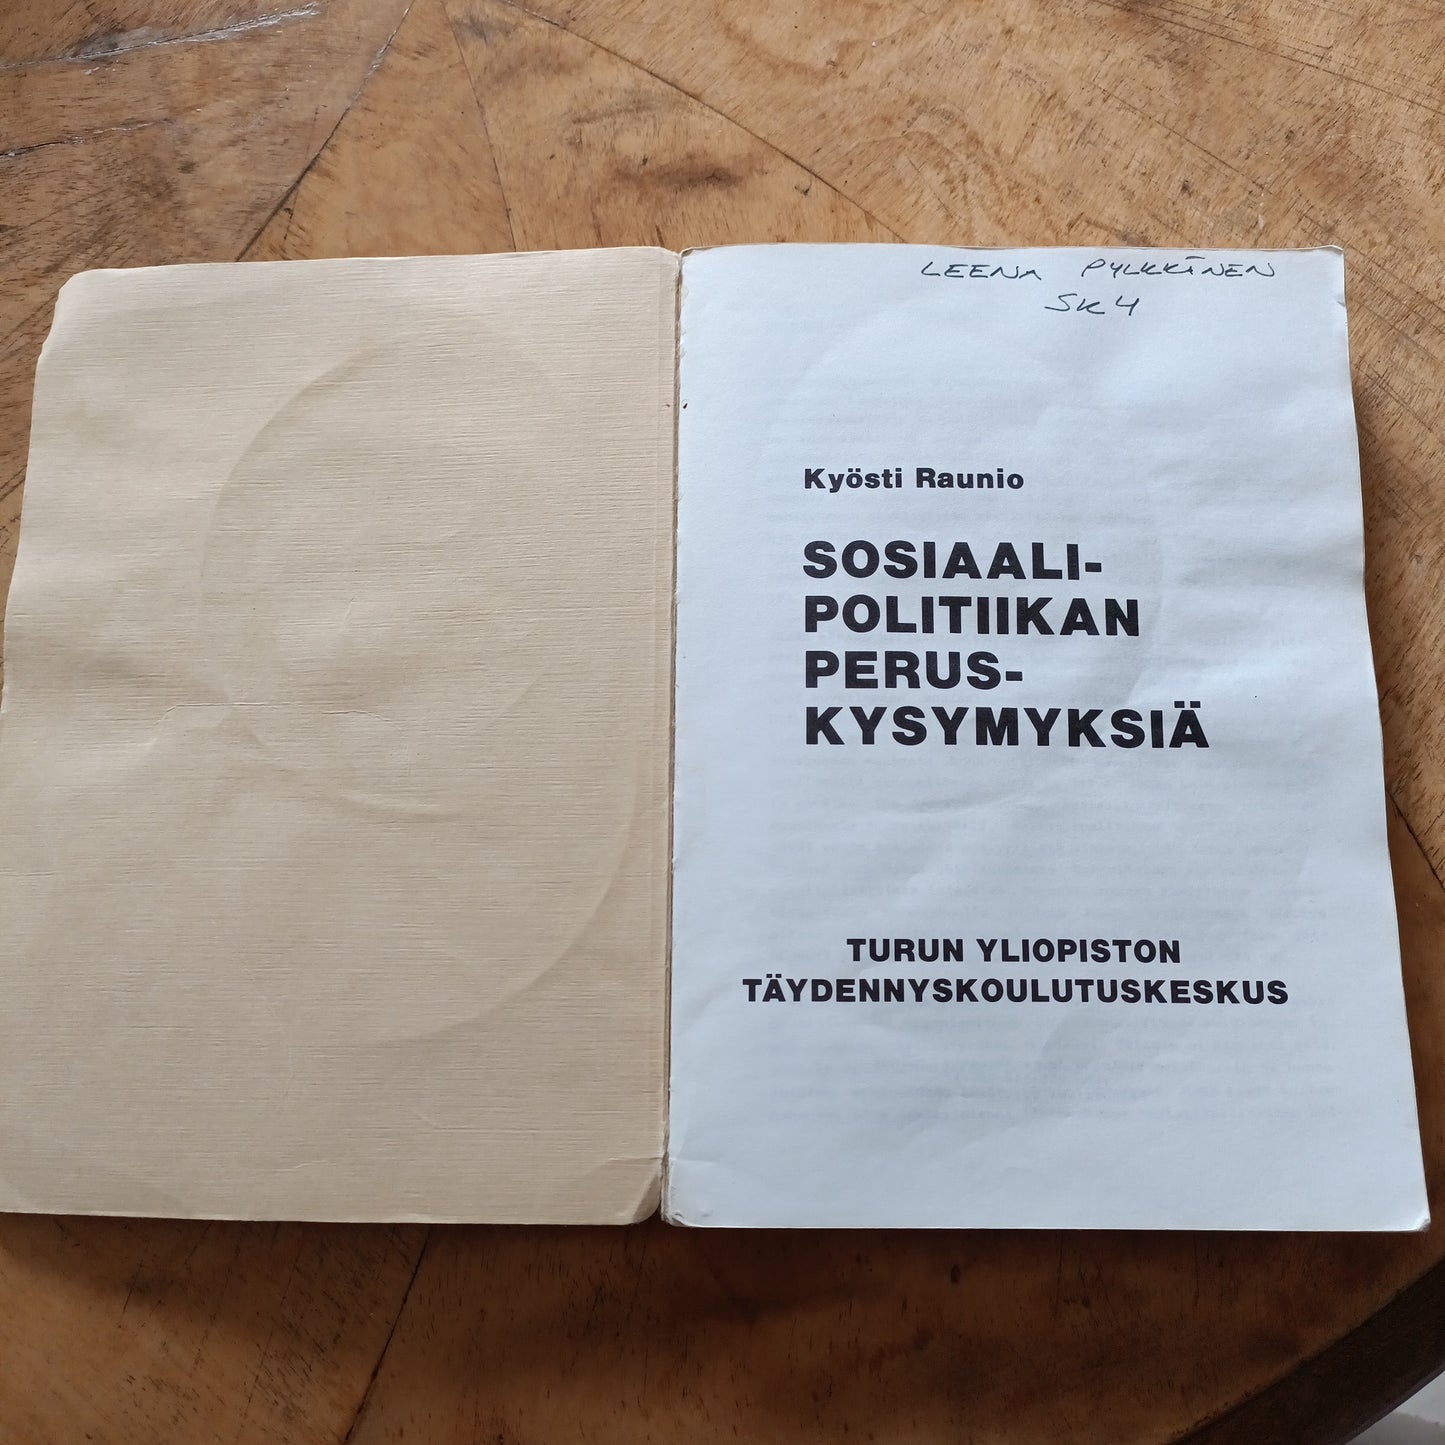 LEENA PYLKKÄNEN
SK4
Kyösti Raunio
SOSIAALI-
POLITIIKAN
PERUS-
KYSYMYKSIÄ
TURUN YLIOPISTON
TÄYDENNYSKOULUTUSKESKUS